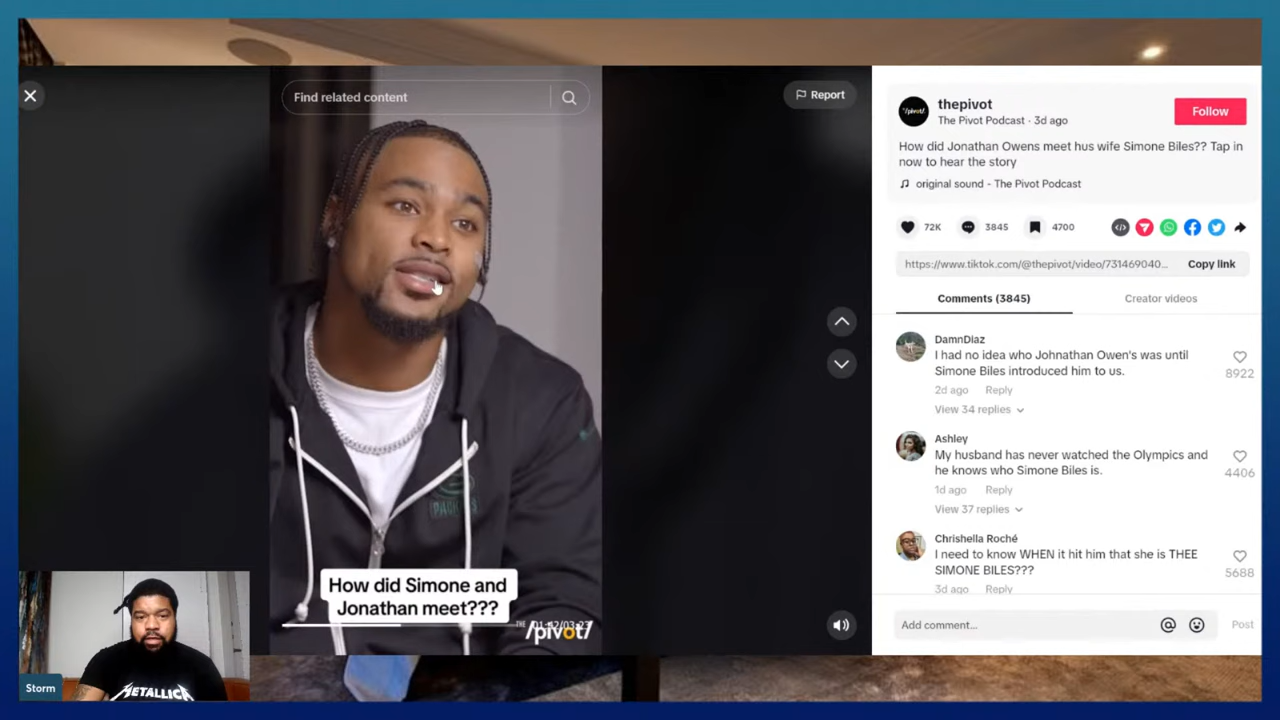 Find related content
Report
How did Simone and
Jonathan meet???
THE
/pivot/
thepivot
The Pivot Podcast · 3d ago
Follow
How did Jonathan Owens meet hus wife Simone Biles?? Tap in
now to hear the story
original sound - The Pivot Podcast
72K
3845
4700
https://www.tiktok.com/@thepivot/video/731469040...
Copy link
Comments (3845)
Creator videos
DamnDiaz
I had no idea who Johnathan Owen's was until
Simone Biles introduced him to us.
2d ago
Reply
8922
View 34 replies
Ashley
My husband has never watched the Olympics and
he knows who Simone Biles is.
1d ago
Reply
4406
View 37 replies
Chrishella Roché
I need to know WHEN it hit him that she is THEE
SIMONE BILES???
3d ago
Reply
5688
Add comment...
Post
Storm
METALLICA